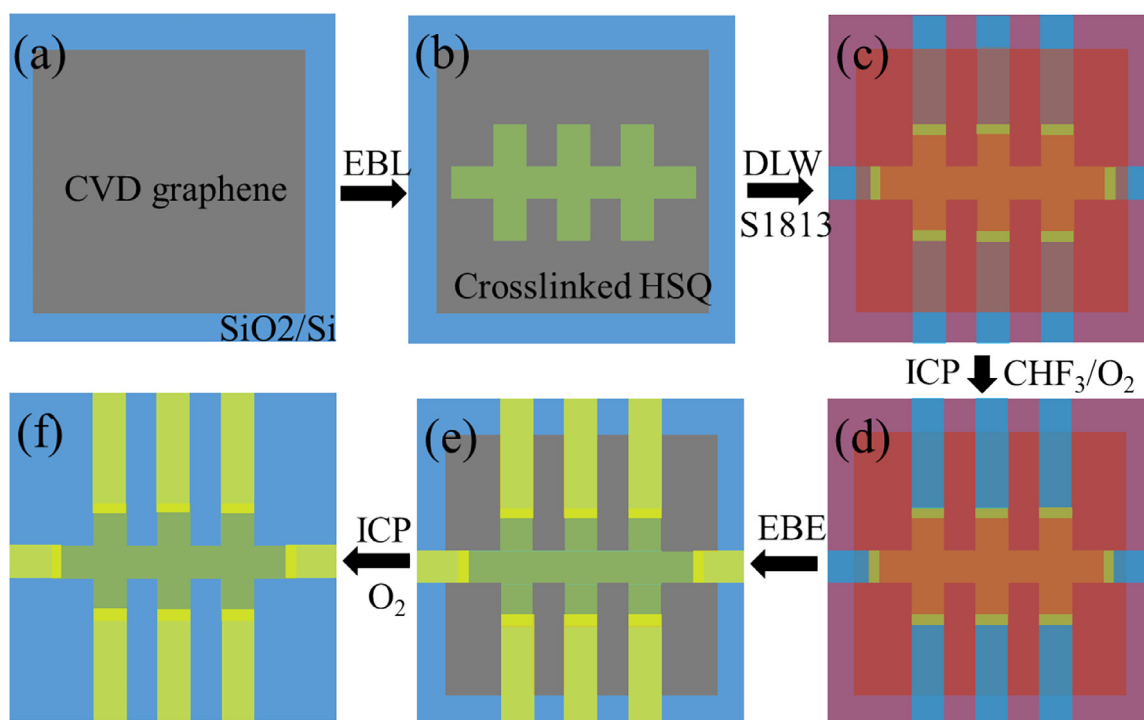 (a)
CVD graphene
SiO2/Si
EBL
(b)
Crosslinked HSQ
DLW
S1813
(c)
ICP
CHF₃/O₂
(d)
EBE
(e)
ICP
O₂
(f)